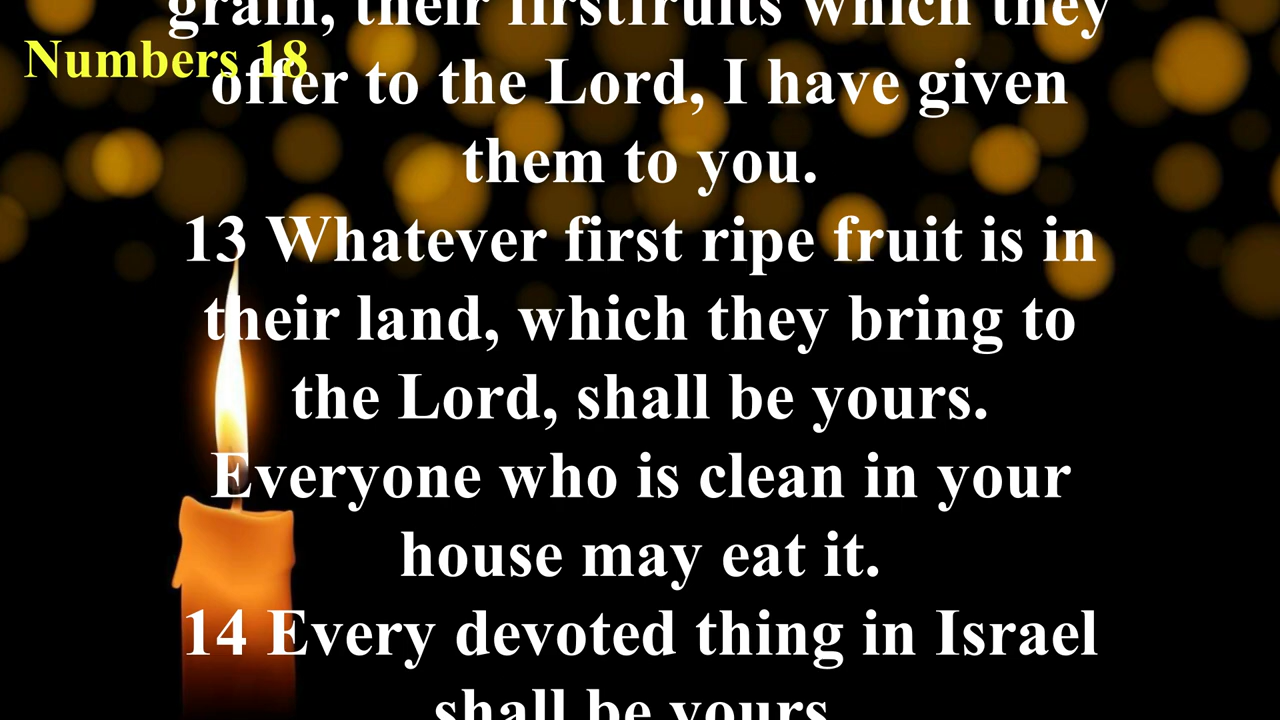 grain, their firstfruits which they
Numbers 18
offer to the Lord, I have given
them to you.
13 Whatever first ripe fruit is in
their land, which they bring to
the Lord, shall be yours.
Everyone who is clean in your
house may eat it.
14 Every devoted thing in Israel
shall be yours.